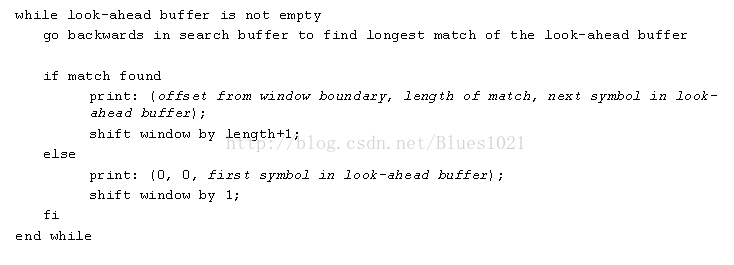 while look-ahead buffer is not empty
go backwards in search buffer to find longest match of the look-ahead buffer
if match found
print: (offset from window boundary, length of match, next symbol in look-
ahead buffer);
shift window by length+1;
http://blog.csdn.net/Blues1021
else
print: (0, 0, first symbol in look-ahead buffer);
shift window by 1;
fi
end while